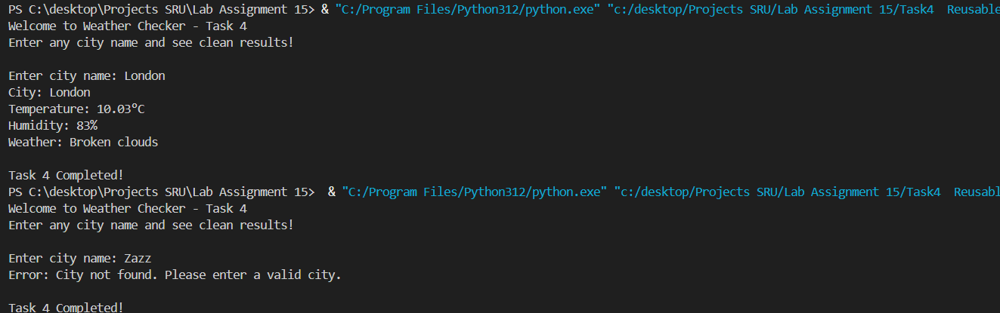 PS C:\desktop\Projects SRU\Lab Assignment 15> & "C:/Program Files/Python312/python.exe" "c:/desktop/Projects SRU/Lab Assignment 15/Task4  Reusable
Welcome to Weather Checker - Task 4
Enter any city name and see clean results!
Enter city name: London
City: London
Temperature: 10.03°C
Humidity: 83%
Weather: Broken clouds
Task 4 Completed!
PS C:\desktop\Projects SRU\Lab Assignment 15>  & "C:/Program Files/Python312/python.exe" "c:/desktop/Projects SRU/Lab Assignment 15/Task4  Reusabl
Welcome to Weather Checker - Task 4
Enter any city name and see clean results!
Enter city name: Zazz
Error: City not found. Please enter a valid city.
Task 4 Completed!